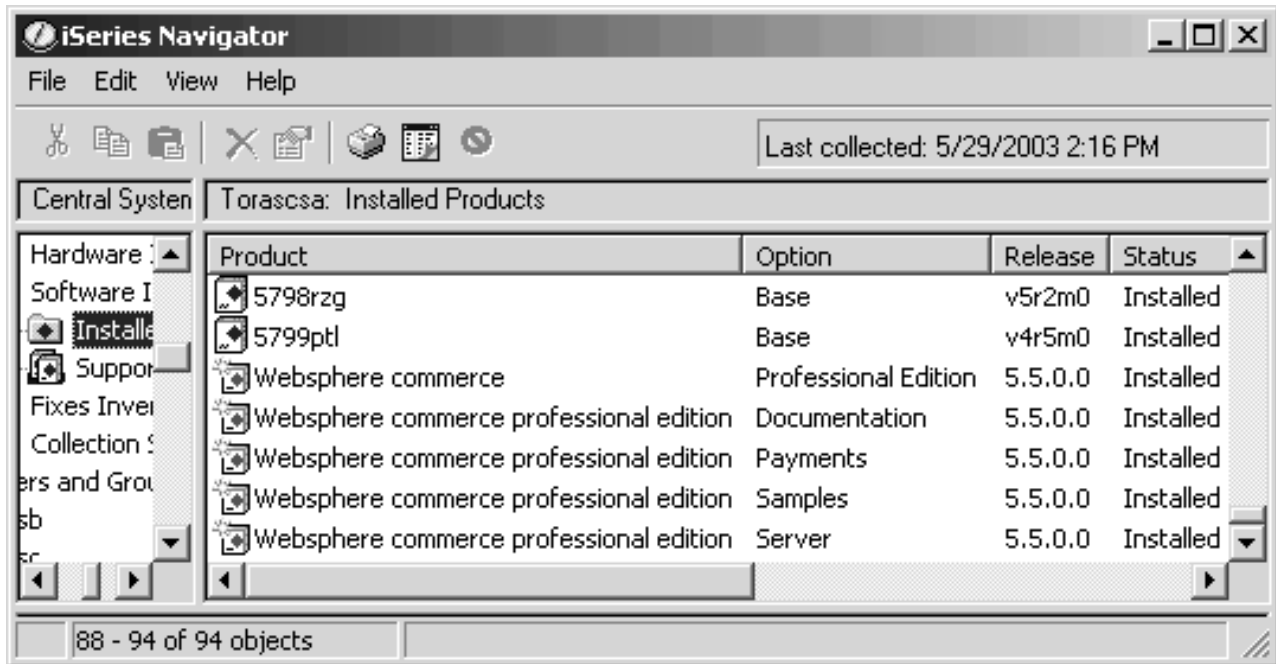 iSeries Navigator
File Edit View Help
Last collected: 5/29/2003 2:16 PM
Central System
Torascsa: Installed Products
Hardware
Software I
Installe
Suppor
Fixes Inve
Collection
ers and Grou
sb
Product Option Release Status
5798rzg Base v5r2m0 Installed
5799ptl Base v4r5m0 Installed
Websphere commerce Professional Edition 5.5.0.0 Installed
Websphere commerce professional edition Documentation 5.5.0.0 Installed
Websphere commerce professional edition Payments 5.5.0.0 Installed
Websphere commerce professional edition Samples 5.5.0.0 Installed
Websphere commerce professional edition Server 5.5.0.0 Installed
88 - 94 of 94 objects